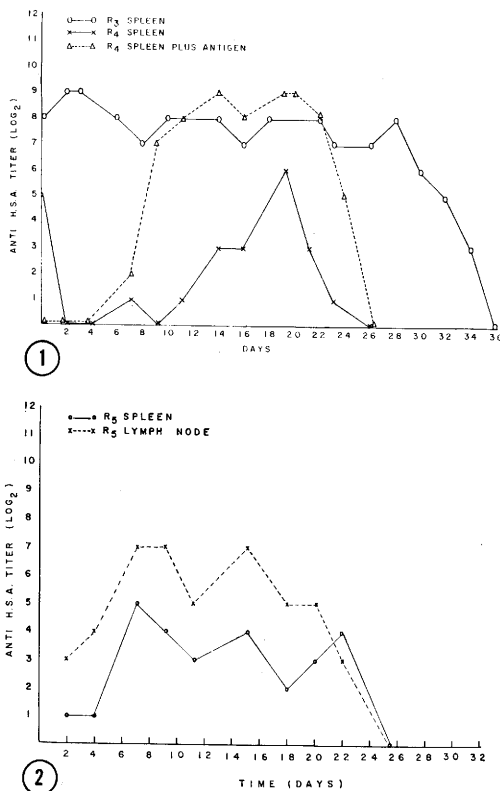 12
11
10
9
8
7
6
5
4
3
2
1
ANTI H.S.A. TITER (LOG2)
O—O R3 SPLEEN
×—× R4 SPLEEN
Δ-----Δ R4 SPLEEN PLUS ANTIGEN
2 4 6 8 10 12 14 16 18 20 22 24 26 28 30 32 34 36
DAYS
1
12
11
10
9
8
7
6
5
4
3
2
1
ANTI H.S.A. TITER (LOG2)
o—o R5 SPLEEN
x----x R5 LYMPH NODE
2 4 6 8 10 12 14 16 18 20 22 24 26 28 30 32
TIME (DAYS)
2